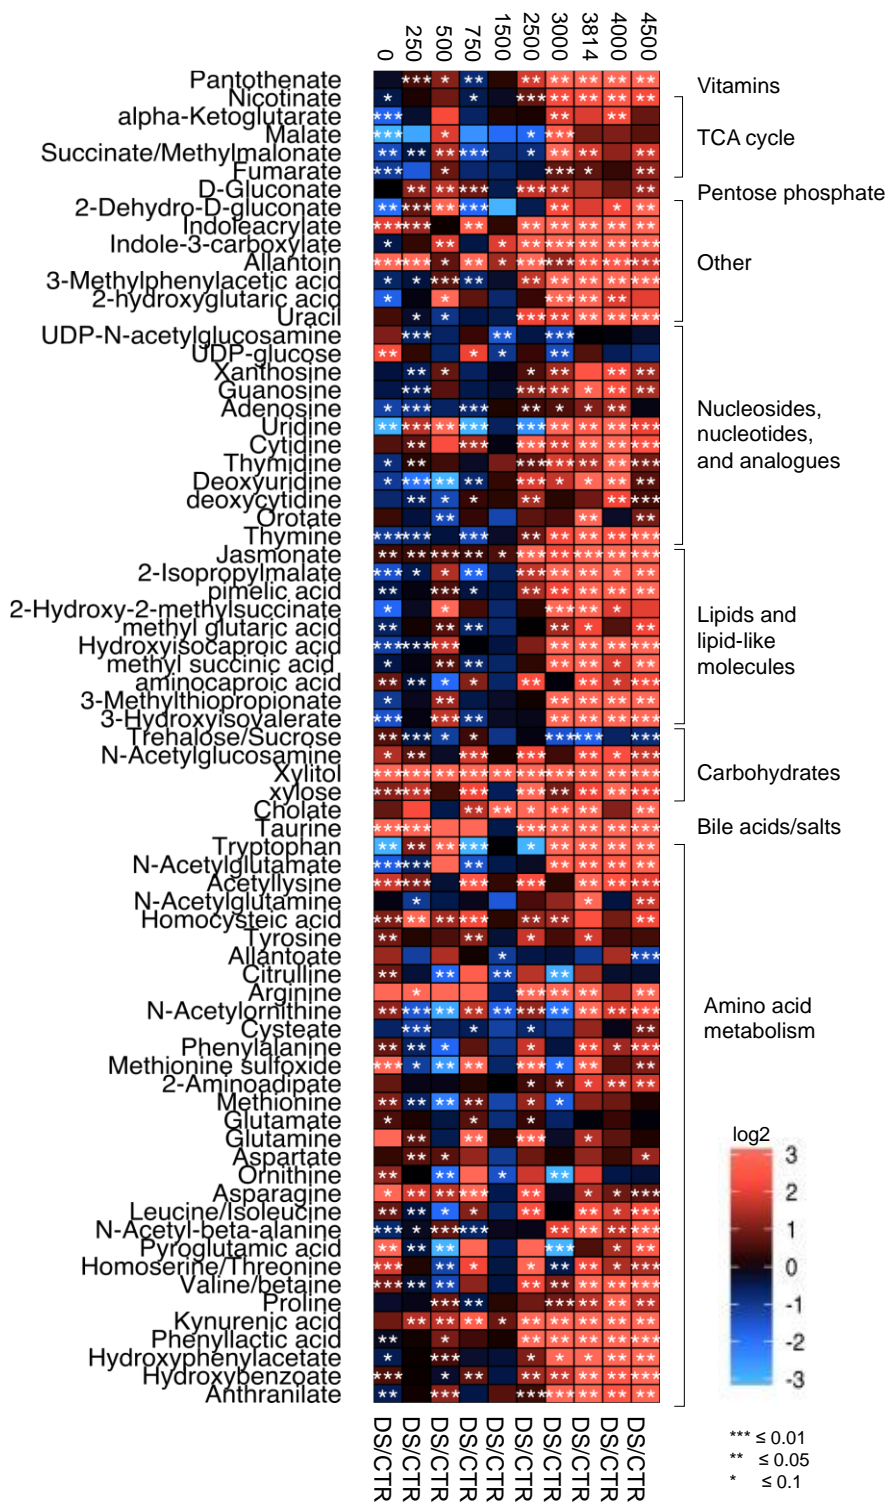 0 250 500 750 1500 2500 3000 3814 4000 4500
Pantothenate
Nicotinate
alpha-Ketoglutarate
Malate
Succinate/Methylmalonate
Fumarate
D-Gluconate
2-Dehydro-D-gluconate
Indoleacrylate
Indole-3-carboxylate
Allantoin
3-Methylphenylacetic acid
2-hydroxyglutaric acid
Uracil
UDP-N-acetylglucosamine
UDP-glucose
Xanthosine
Guanosine
Adenosine
Uridine
Cytidine
Thymidine
Deoxyuridine
deoxycytidine
Orotate
Thymine
Jasmonate
2-Isopropylmalate
pimelic acid
2-Hydroxy-2-methylsuccinate
methyl glutaric acid
Hydroxyisocaproic acid
methyl succinic acid
aminocaproic acid
3-Methylthiopropionate
3-Hydroxyisovalerate
Trehalose/Sucrose
N-Acetylglucosamine
Xylitol
xylose
Cholate
Taurine
Tryptophan
N-Acetylglutamate
Acetyllysine
N-Acetylglutamine
Homocysteic acid
Tyrosine
Allantoate
Citrulline
Arginine
N-Acetylornithine
Cysteate
Phenylalanine
Methionine sulfoxide
2-Aminoadipate
Methionine
Glutamate
Glutamine
Aspartate
Ornithine
Asparagine
Leucine/Isoleucine
N-Acetyl-beta-alanine
Pyroglutamic acid
Homoserine/Threonine
Valine/betaine
Proline
Kynurenic acid
Phenyllactic acid
Hydroxyphenylacetate
Hydroxybenzoate
Anthranilate
DS/CTR DS/CTR DS/CTR DS/CTR DS/CTR DS/CTR DS/CTR DS/CTR DS/CTR DS/CTR
Vitamins
TCA cycle
Pentose phosphate
Other
Nucleosides,
nucleotides,
and analogues
Lipids and
lipid-like
molecules
Carbohydrates
Bile acids/salts
Amino acid
metabolism
log2
3
2
1
0
-1
-2
-3
*** ≤ 0.01
** ≤ 0.05
* ≤ 0.1